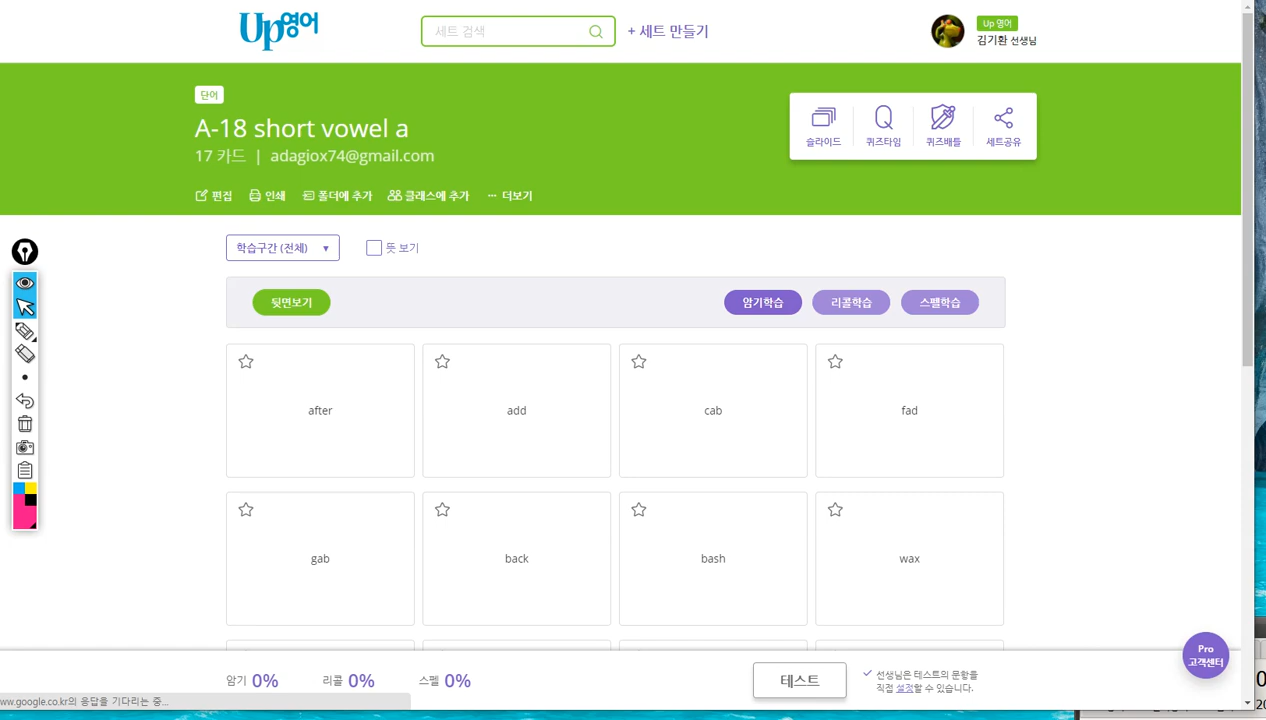 Up영어
세트 검색
+ 세트 만들기
Up 영어
김기환 선생님
단어
A-18 short vowel a
17 카드 | adagiox74@gmail.com
슬라이드
퀴즈타임
퀴즈배틀
세트공유
편집
인쇄
폴더에 추가
클래스에 추가
··· 더보기
학습구간 (전체) ▼
뜻 보기
뒷면보기
암기학습
리콜학습
스펠학습
after
add
cab
fad
gab
back
bash
wax
암기 0%
리콜 0%
스펠 0%
테스트
선생님은 테스트의 문항을
직접 설정할 수 있습니다.
Pro
고객센터
ww.google.co.kr의 응답을 기다리는 중...